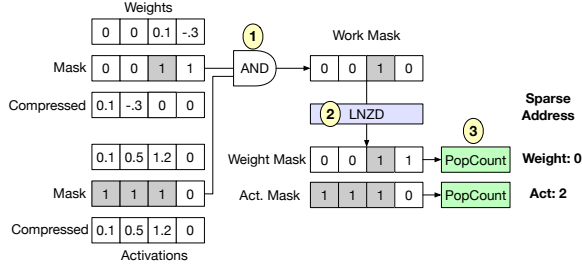 Weights
0 0 0.1 -.3
Mask 0 0 1 1
Compressed 0.1 -.3 0 0
0.1 0.5 1.2 0
Mask 1 1 1 0
Compressed 0.1 0.5 1.2 0
Activations
1
AND
Work Mask
0 0 1 0
2 LNZD
3
Sparse
Address
Weight Mask 0 0 1 1 PopCount Weight: 0
Act. Mask 1 1 1 0 PopCount Act: 2